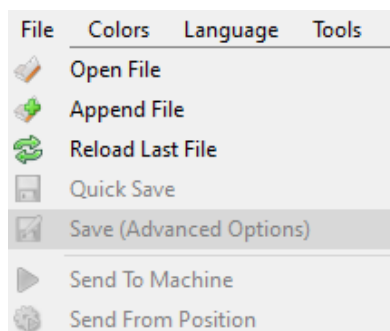 File Colors Language Tools
Open File
Append File
Reload Last File
Quick Save
Save (Advanced Options)
Send To Machine
Send From Position